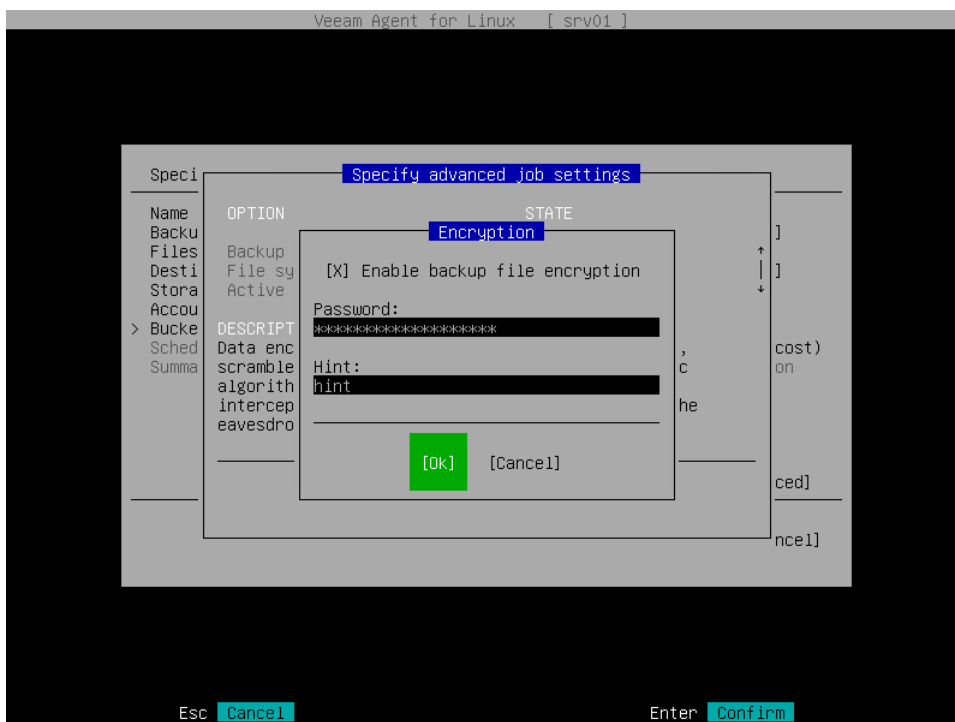 Veeam Agent for Linux [ srv01 ]
Speci
Specify advanced job settings
Name OPTION STATE
Backu Encryption ]
Files Backup
Desti File sy [X] Enable backup file encryption ]
Stora Active
Accou Password:
> Bucke DESCRIPT ********************
Sched Data enc , cost)
Summa scramble Hint: c on
algorith hint
intercep he
eavesdro
[Ok] [Cancel]
ced]
ncel]
Esc Cancel Enter Confirm